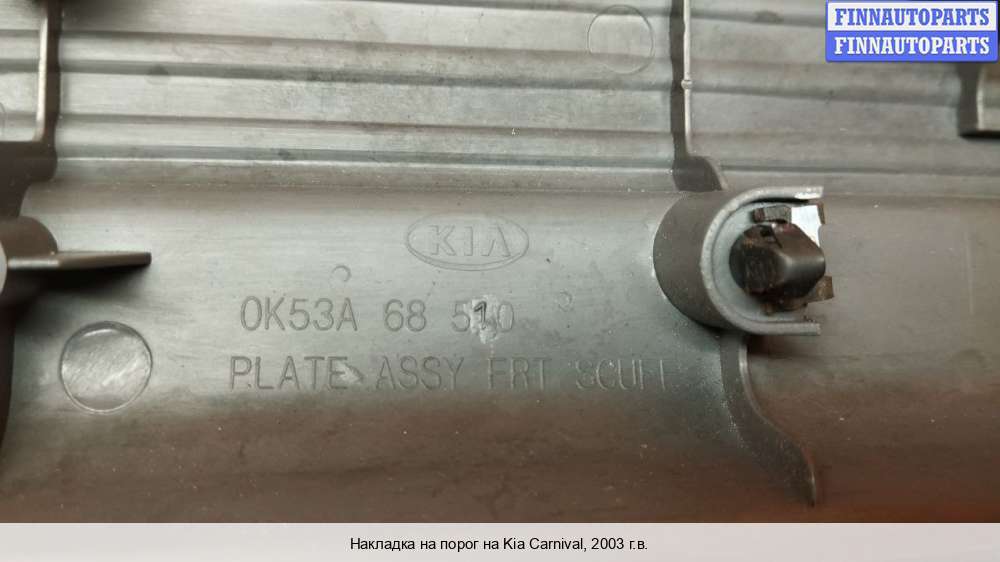 FINNAUTOPARTS
FINNAUTOPARTS
KIA
0K53A 68 510
PLATE ASSY FRT SCUFF
Накладка на порог на Kia Carnival, 2003 г.в.